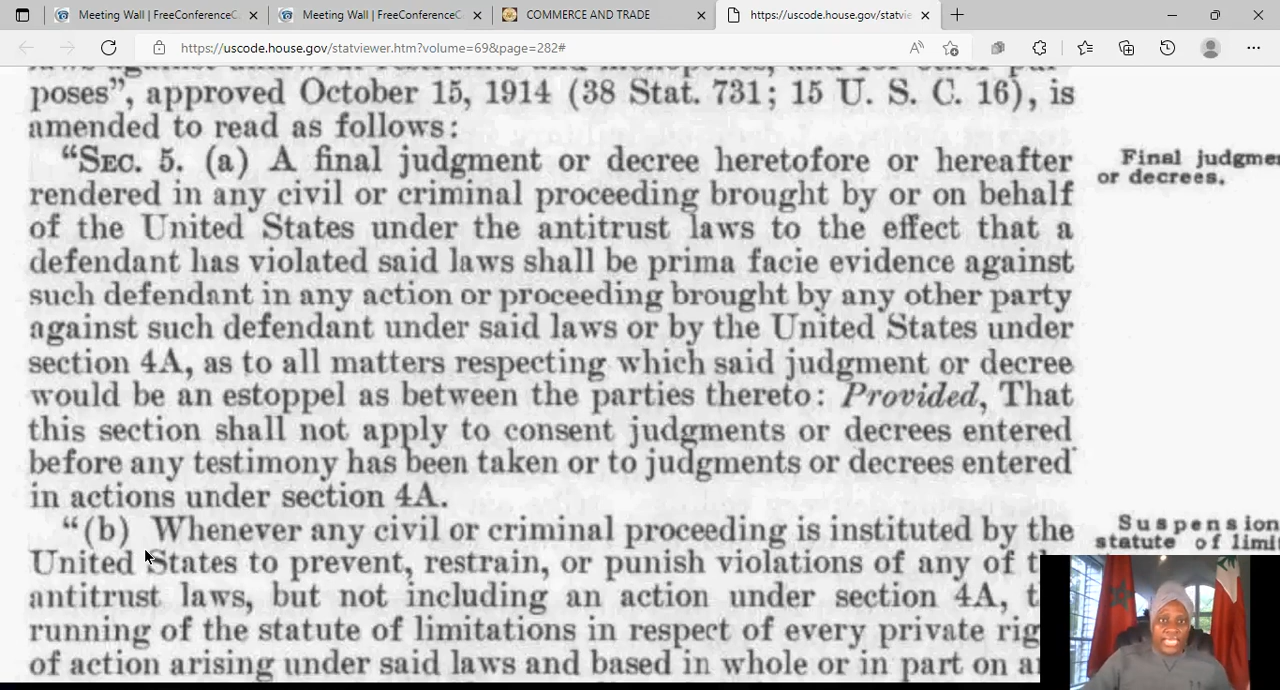 Meeting Wall | FreeConferenceC
Meeting Wall | FreeConferenceC
COMMERCE AND TRADE
https://uscode.house.gov/statvie
https://uscode.house.gov/statviewer.htm?volume=69&page=282#
laws against unlawful restraints and monopolies, and for other pur-
poses”, approved October 15, 1914 (38 Stat. 731; 15 U. S. C. 16), is
amended to read as follows:
“SEC. 5. (a) A final judgment or decree heretofore or hereafter
rendered in any civil or criminal proceeding brought by or on behalf
of the United States under the antitrust laws to the effect that a
defendant has violated said laws shall be prima facie evidence against
such defendant in any action or proceeding brought by any other party
against such defendant under said laws or by the United States under
section 4A, as to all matters respecting which said judgment or decree
would be an estoppel as between the parties thereto: Provided, That
this section shall not apply to consent judgments or decrees entered
before any testimony has been taken or to judgments or decrees entered
in actions under section 4A.
“(b) Whenever any civil or criminal proceeding is instituted by the
United States to prevent, restrain, or punish violations of any of t
antitrust laws, but not including an action under section 4A, t
running of the statute of limitations in respect of every private rig
of action arising under said laws and based in whole or in part on a
Final judgme
or decrees.
Suspension
statute of limit